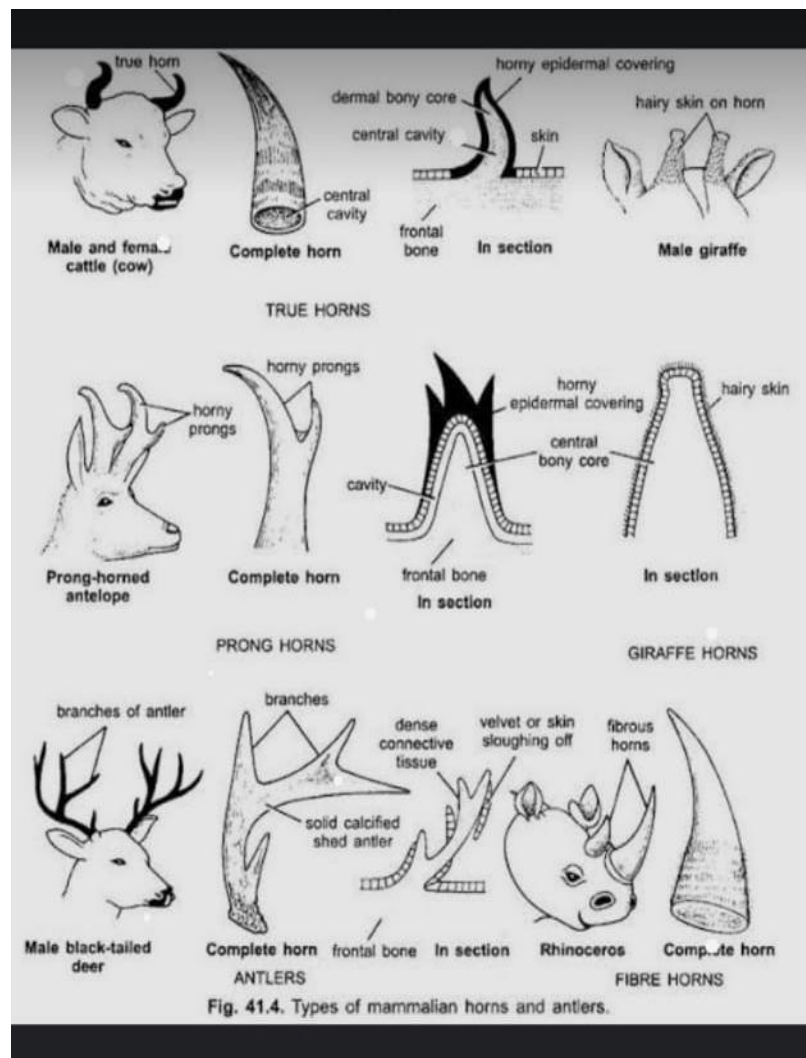 true horn
horny epidermal covering
dermal bony core
hairy skin on horn
central cavity
skin
central
cavity
frontal
bone
Male and
cattle (cow)
Complete horn
In section
Male giraffe
TRUE HORNS
horny prongs
horny
prongs
horny
epidermal covering
hairy skin
central
bony core
cavity
Prong-horned
antelope
Complete horn
frontal bone
In section
In section
PRONG HORNS
GIRAFFE HORNS
branches of antler
branches
dense
connective
tissue
velvet or skin
sloughing off
fibrous
horns
solid calcified
shed antler
Male black-tailed
deer
Complete horn
frontal bone
In section
Rhinoceros
horn
ANTLERS
FIBRE HORNS
Fig. 41.4. Types of mammalian horns and antlers.